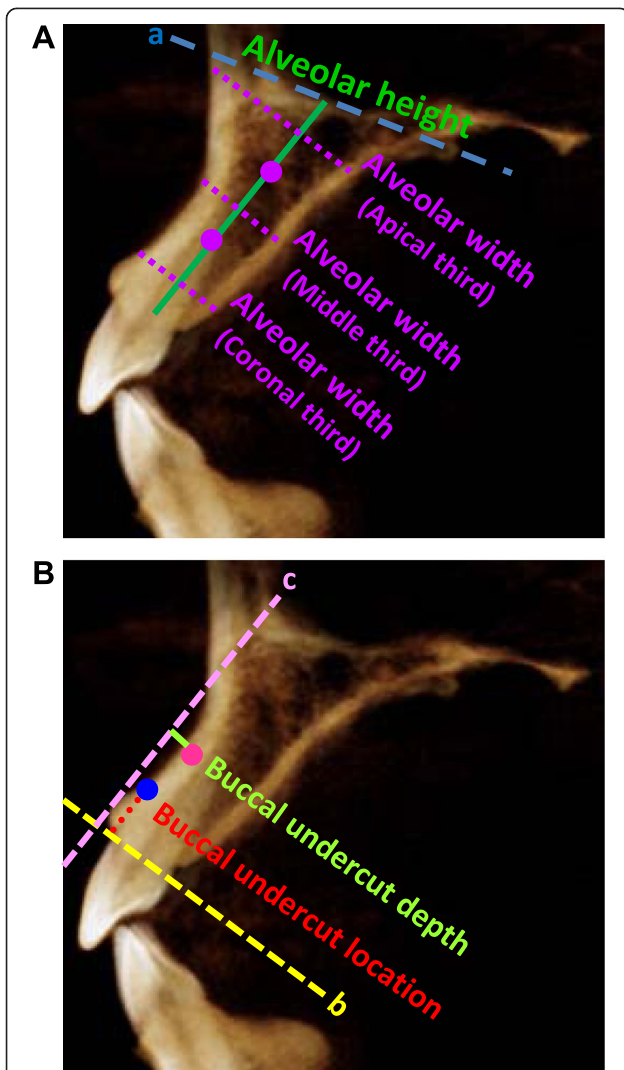 A
a
Alveolar height
Alveolar width
(Apical third)
Alveolar width
(Middle third)
Alveolar width
(Coronal third)
B
c
Buccal undercut depth
Buccal undercut location
b